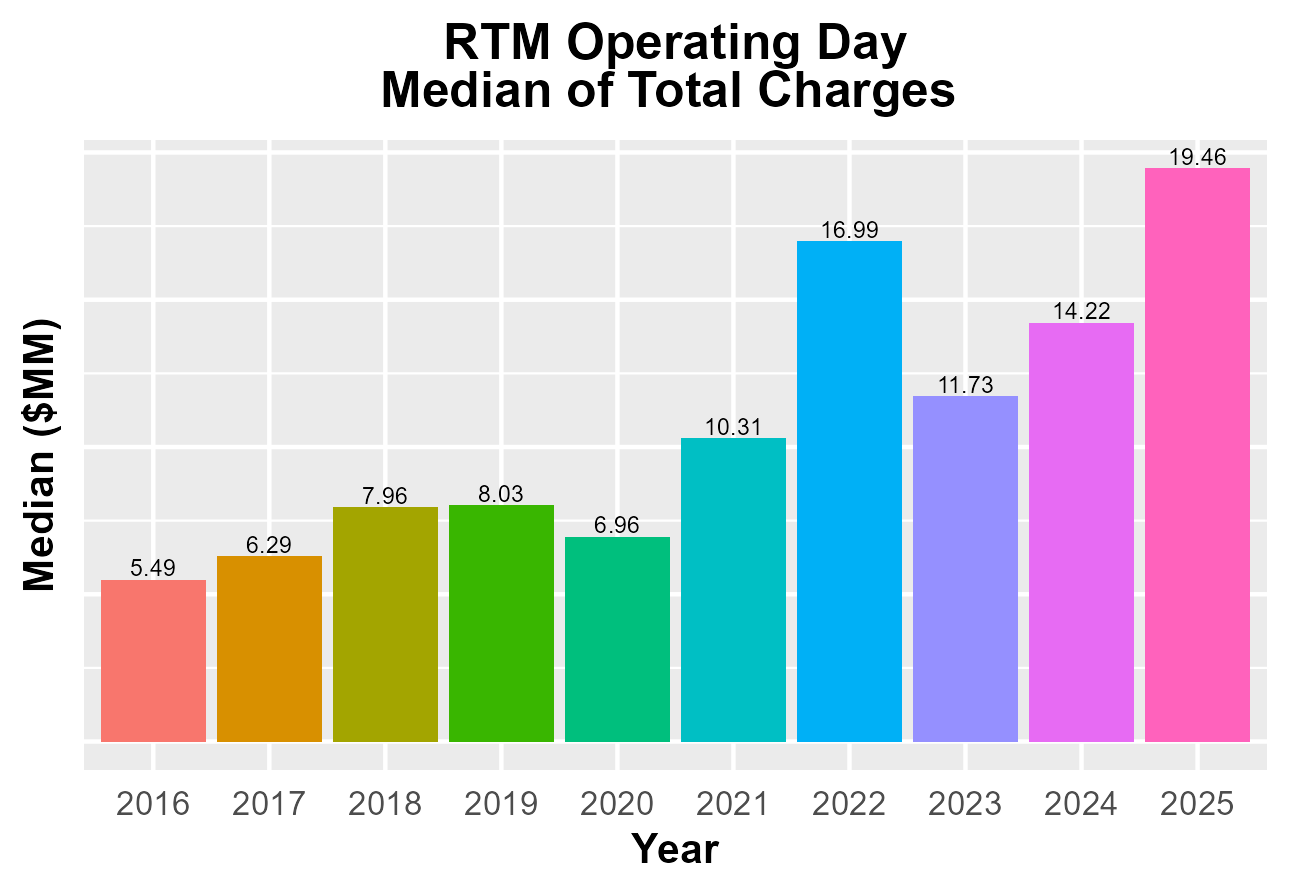 RTM Operating Day
Median of Total Charges
Median ($MM)
5.49
6.29
7.96
8.03
6.96
10.31
16.99
11.73
14.22
19.46
2016 2017 2018 2019 2020 2021 2022 2023 2024 2025
Year